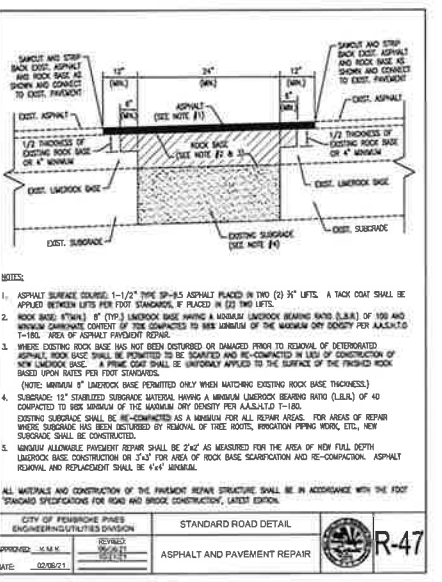 SAWCUT AND STRIP
BACK EXIST. ASPHALT
AND ROCK BASE AS
SHOWN AND CONNECT
TO EXIST. PAVEMENT
12"
(MIN.)
24"
(MIN.)
12"
(MIN.)
SAWCUT AND STRIP
BACK EXIST. ASPHALT
AND ROCK BASE AS
SHOWN AND CONNECT
TO EXIST. PAVEMENT
6"
(MIN.)
ASPHALT
(SEE NOTE #1)
6"
(MIN.)
EXIST. ASPHALT
EXIST. ASPHALT
1/2 THICKNESS OF
EXISTING ROCK BASE
OR 4" MINIMUM
ROCK BASE
(SEE NOTE #2 & 3)
1/2 THICKNESS OF
EXISTING ROCK BASE
OR 4" MINIMUM
EXIST. LIMEROCK BASE
EXIST. LIMEROCK BASE
EXIST. SUBGRADE
EXISTING SUBGRADE
(SEE NOTE #4)
EXIST. SUBGRADE
NOTES:
1. ASPHALT SURFACE COURSE: 1-1/2" TYPE SP-9.5 ASPHALT PLACED IN TWO (2) ¾" LIFTS. A TACK COAT SHALL BE
APPLIED BETWEEN LIFTS PER FDOT STANDARDS, IF PLACED IN (2) TWO LIFTS.
2. ROCK BASE: 8" (TYP.) LIMEROCK BASE HAVING A MINIMUM LIMEROCK BEARING RATIO (L.B.R.) OF 100 AND
MINIMUM CARBONATE CONTENT OF 70% COMPACTED TO 98% MINIMUM OF THE MAXIMUM DRY DENSITY PER A.A.S.H.T.O
T-180. AREA OF ASPHALT PAVEMENT REPAIR.
3. WHERE EXISTING ROCK BASE HAS NOT BEEN DISTURBED OR DAMAGED PRIOR TO REMOVAL OF DETERIORATED
ASPHALT, ROCK BASE SHALL BE PERMITTED TO BE SCARIFIED AND RE-COMPACTED IN LIEU OF CONSTRUCTION OF
NEW LIMEROCK BASE. A PRIME COAT SHALL BE UNIFORMLY APPLIED TO THE SURFACE OF THE FINISHED ROCK
BASED UPON RATES PER FDOT STANDARDS.
(NOTE: MINIMUM 8" LIMEROCK BASE PERMITTED ONLY WHEN MATCHING EXISTING ROCK BASE THICKNESS.)
4. SUBGRADE: 12" STABILIZED SUBGRADE MATERIAL HAVING A MINIMUM LIMEROCK BEARING RATIO (L.B.R.) OF 40
COMPACTED TO 98% MINIMUM OF THE MAXIMUM DRY DENSITY PER A.A.S.H.T.O T-180.
EXISTING SUBGRADE SHALL BE RE-COMPACTED AS A MINIMUM FOR ALL REPAIR AREAS. FOR AREAS OF REPAIR
WHERE SUBGRADE HAS BEEN DISTURBED BY REMOVAL OF TREE ROOTS, IRRIGATION PIPING WORK, ETC., NEW
SUBGRADE SHALL BE CONSTRUCTED.
5. MINIMUM ALLOWABLE PAVEMENT REPAIR SHALL BE 2'x2' AS MEASURED FOR THE AREA OF NEW FULL DEPTH
LIMEROCK BASE CONSTRUCTION OR 3'x3' FOR AREA OF ROCK BASE SCARIFICATION AND RE-COMPACTION. ASPHALT
REMOVAL AND REPLACEMENT SHALL BE 4'x4' MINIMUM.
ALL MATERIALS AND CONSTRUCTION OF THE PAVEMENT REPAIR STRUCTURE SHALL BE IN ACCORDANCE WITH THE FDOT
"STANDARD SPECIFICATIONS FOR ROAD AND BRIDGE CONSTRUCTION", LATEST EDITION.
CITY OF PEMBROKE PINES
ENGINEERING/UTILITIES DIVISION
STANDARD ROAD DETAIL
APPROVED: K.M.K.
REVISED:
DATE: 02/08/21
ASPHALT AND PAVEMENT REPAIR
R-47